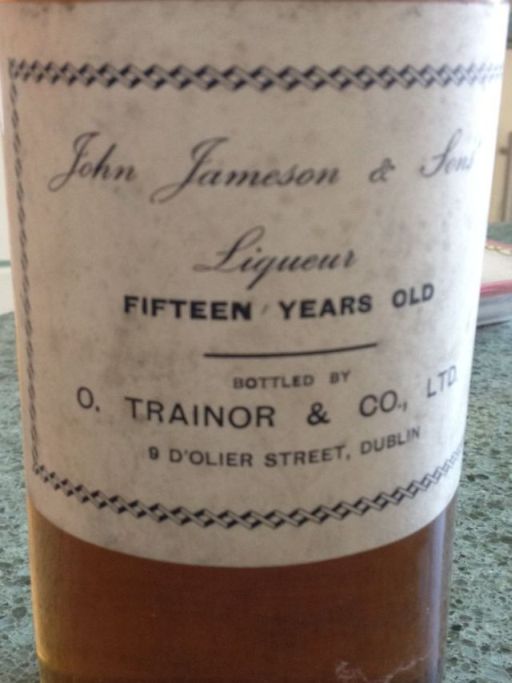 John Jameson & Sons'
Liqueur
FIFTEEN YEARS OLD
BOTTLED BY
O. TRAINOR & CO., LTD.
9 D'OLIER STREET, DUBLIN